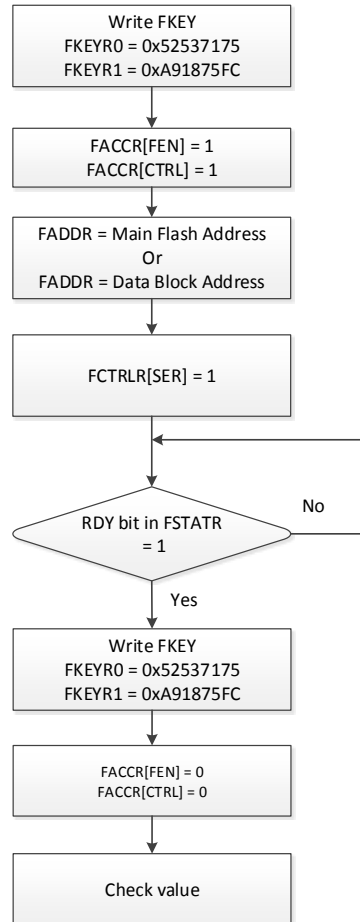 Write FKEY
FKEYR0 = 0x52537175
FKEYR1 = 0xA91875FC
FACCR[FEN] = 1
FACCR[CTRL] = 1
FADDR = Main Flash Address
Or
FADDR = Data Block Address
FCTRLR[SER] = 1
RDY bit in FSTATR
= 1
No
Yes
Write FKEY
FKEYR0 = 0x52537175
FKEYR1 = 0xA91875FC
FACCR[FEN] = 0
FACCR[CTRL] = 0
Check value